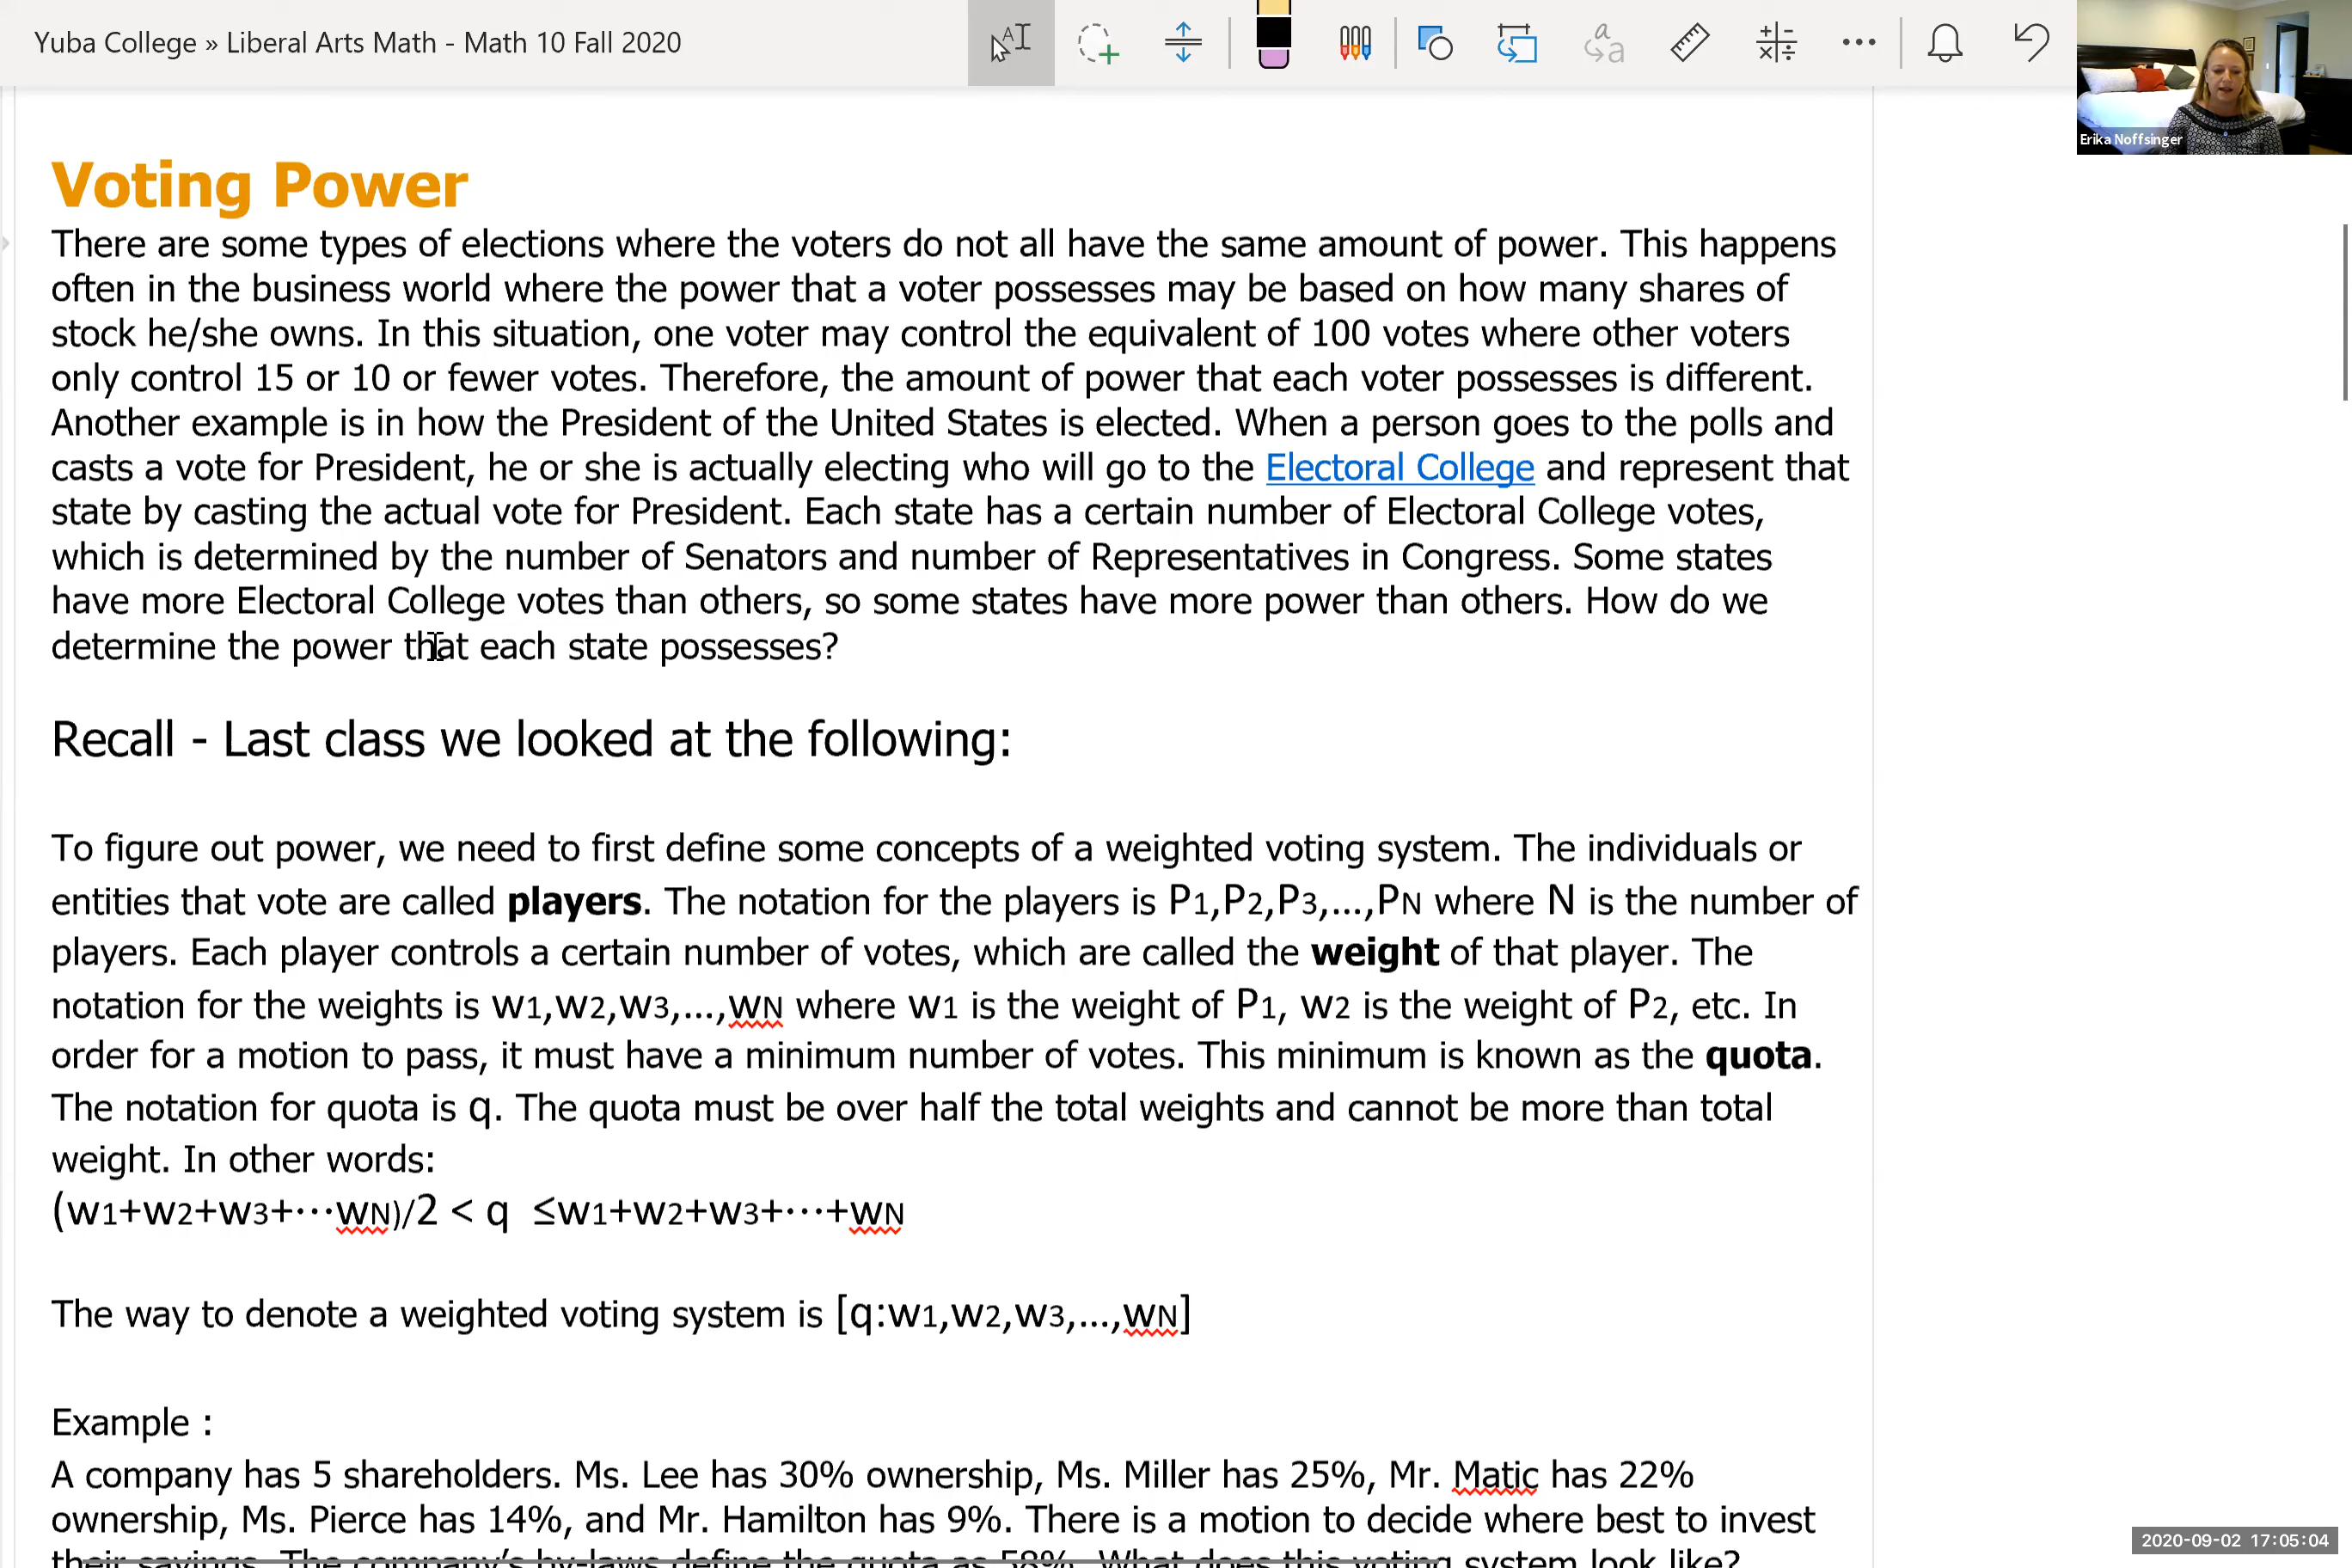 Yuba College » Liberal Arts Math - Math 10 Fall 2020
Erika Noffsinger
Voting Power
There are some types of elections where the voters do not all have the same amount of power. This happens
often in the business world where the power that a voter possesses may be based on how many shares of
stock he/she owns. In this situation, one voter may control the equivalent of 100 votes where other voters
only control 15 or 10 or fewer votes. Therefore, the amount of power that each voter possesses is different.
Another example is in how the President of the United States is elected. When a person goes to the polls and
casts a vote for President, he or she is actually electing who will go to the Electoral College and represent that
state by casting the actual vote for President. Each state has a certain number of Electoral College votes,
which is determined by the number of Senators and number of Representatives in Congress. Some states
have more Electoral College votes than others, so some states have more power than others. How do we
determine the power that each state possesses?
Recall - Last class we looked at the following:
To figure out power, we need to first define some concepts of a weighted voting system. The individuals or
entities that vote are called players. The notation for the players is P1,P2,P3,...,PN where N is the number of
players. Each player controls a certain number of votes, which are called the weight of that player. The
notation for the weights is w1,w2,w3,...,wN where w1 is the weight of P1, w2 is the weight of P2, etc. In
order for a motion to pass, it must have a minimum number of votes. This minimum is known as the quota.
The notation for quota is q. The quota must be over half the total weights and cannot be more than total
weight. In other words:
(w1+w2+w3+⋯wN)/2 < q ≤w1+w2+w3+⋯+wN
The way to denote a weighted voting system is [q:w1,w2,w3,...,wN]
Example :
A company has 5 shareholders. Ms. Lee has 30% ownership, Ms. Miller has 25%, Mr. Matic has 22%
ownership, Ms. Pierce has 14%, and Mr. Hamilton has 9%. There is a motion to decide where best to invest
their savings. The company's by-laws define the quota as 58%. What does this voting system look like?
2020-09-02 17:05:04